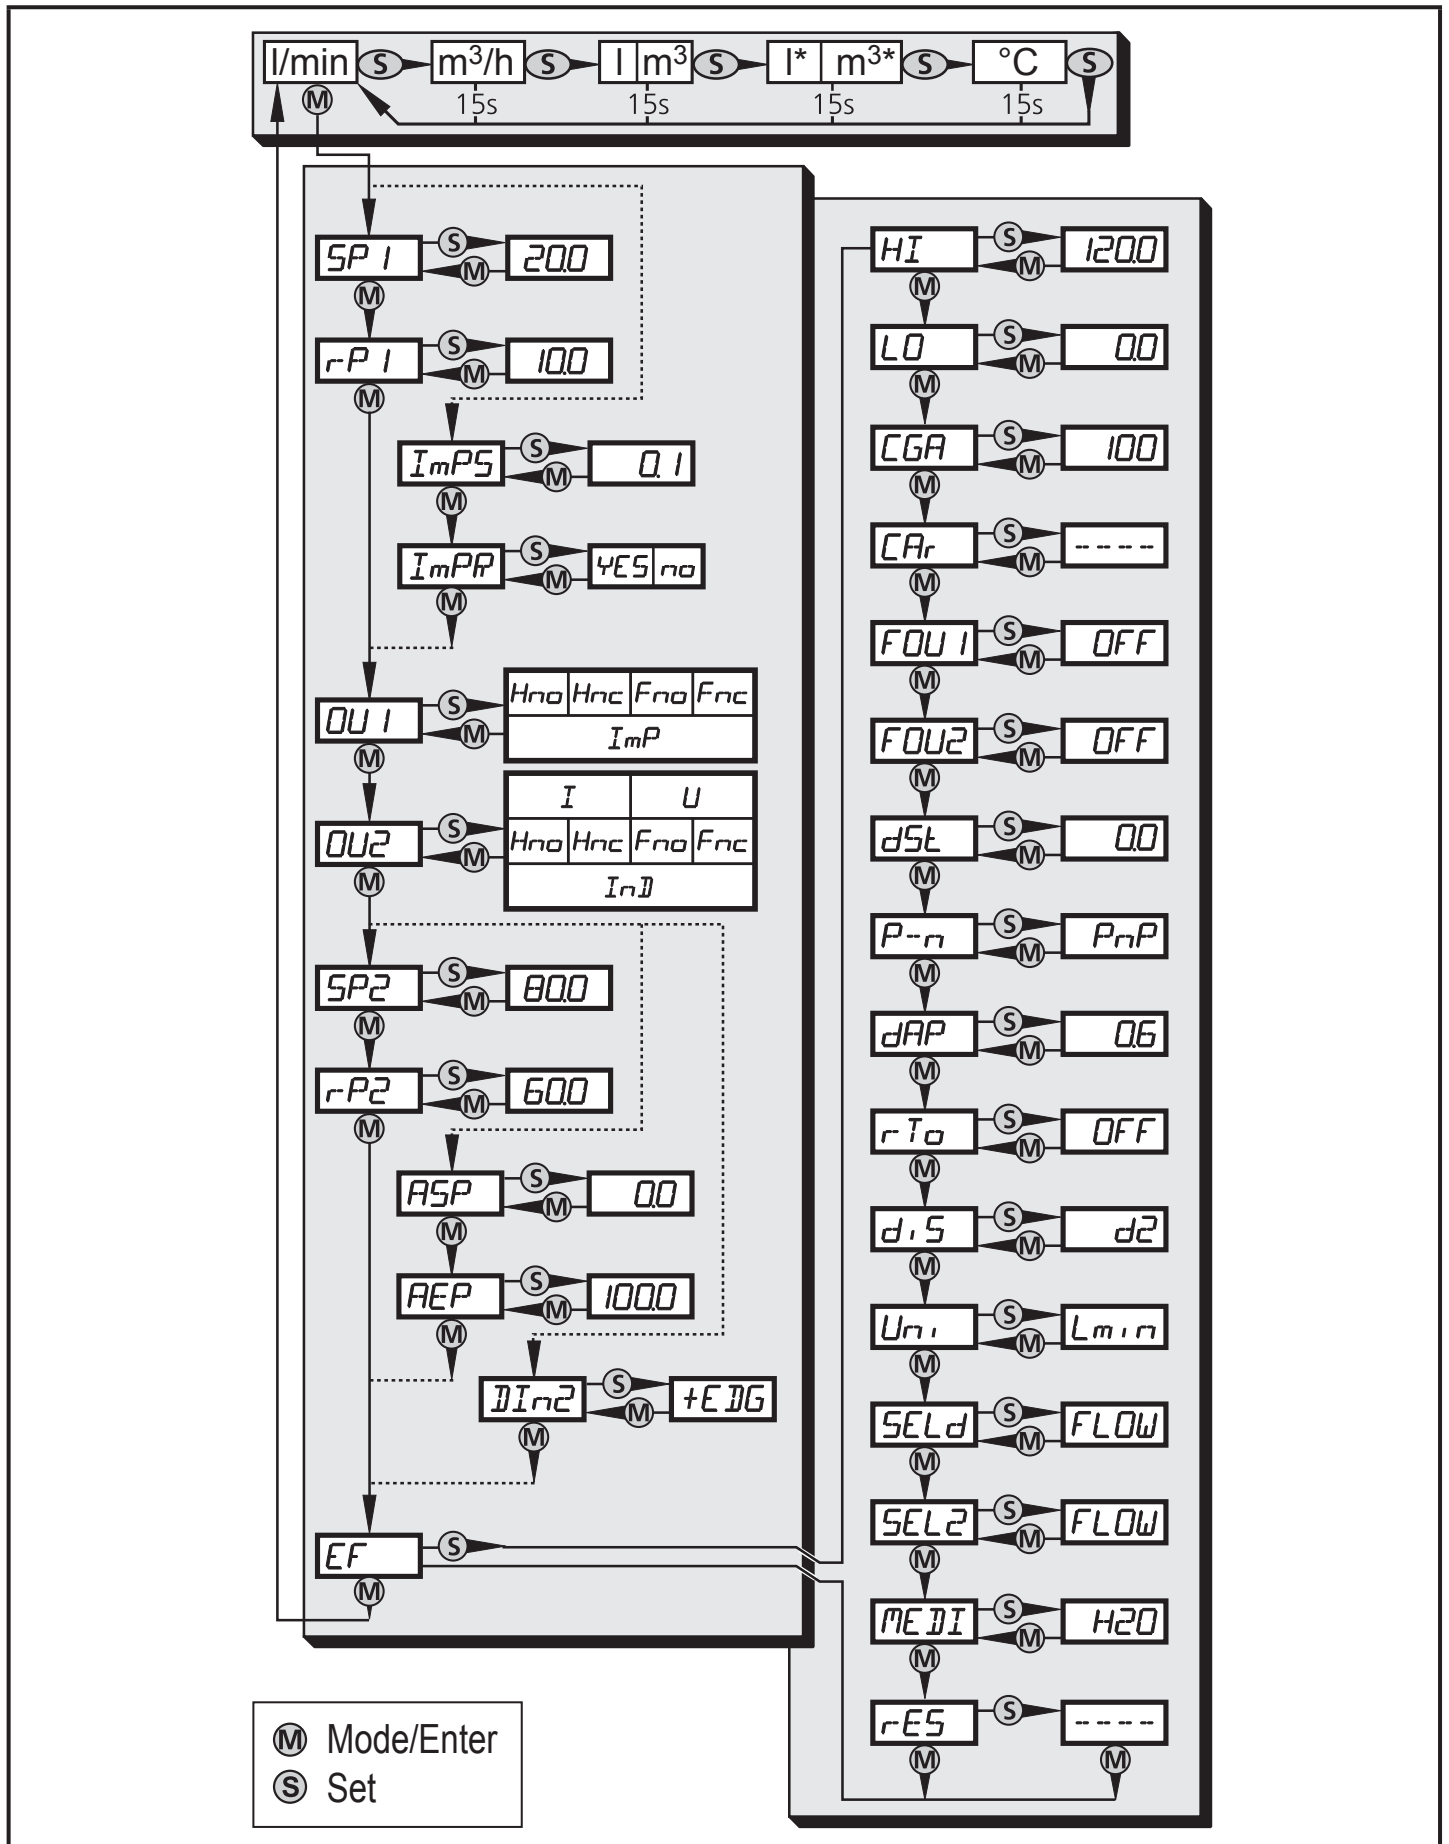 l/min S m³/h S l m³ S l* m³* S °C S
M 15s 15s 15s 15s
SP1 S 20.0
M
M
rP1 S 10.0
M
M
ImPS S 0.1
M
M
ImPR S YES no
M
M
OU1 S Hno Hnc Fno Fnc
M ImP
M
OU2 S I U
M Hno Hnc Fno Fnc
M InD
SP2 S 80.0
M
M
rP2 S 60.0
M
M
ASP S 0.0
M
M
AEP S 100.0
M
M
DIn2 S +EDG
M
M
EF S
M
HI S 120.0
M
M
LO S 0.0
M
M
CGA S 100
M
M
CAr S ----
M
M
FOU1 S OFF
M
M
FOU2 S OFF
M
M
dSt S 0.0
M
M
P-n S PnP
M
M
dAP S 0.6
M
M
rTo S OFF
M
M
diS S d2
M
M
Uni S Lmin
M
M
SELd S FLOW
M
M
SEL2 S FLOW
M
M
MEDI S H2O
M
M
rES S ----
M M
M Mode/Enter
S Set